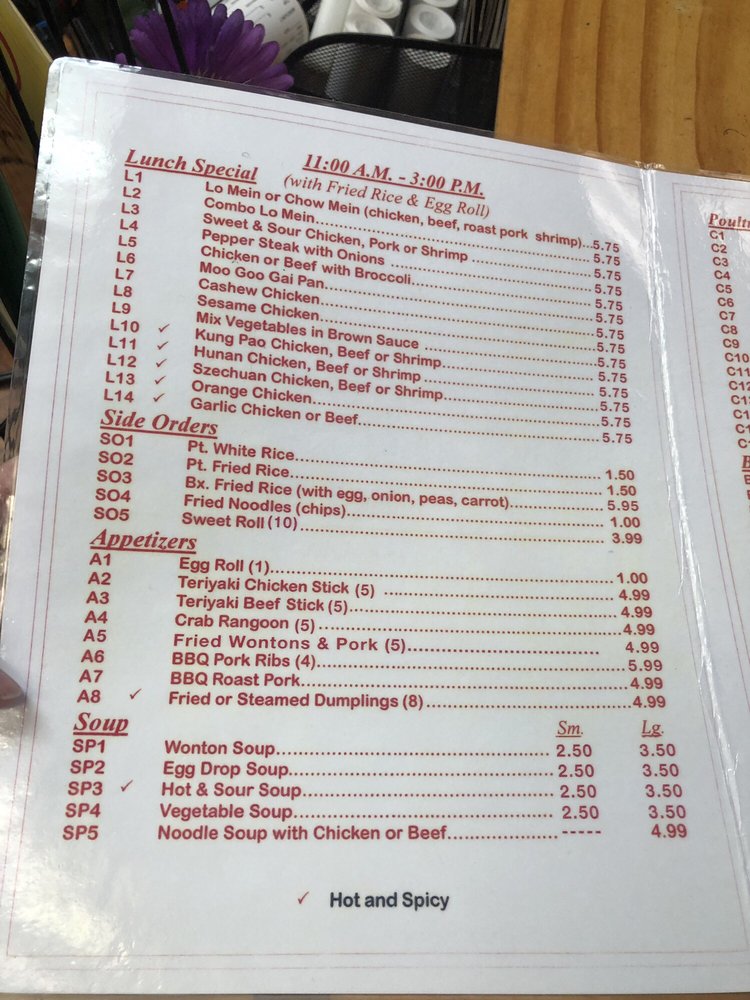 Lunch Special 11:00 A.M. - 3:00 P.M.
(with Fried Rice & Egg Roll)
L1 Lo Mein or Chow Mein (chicken, beef, roast pork shrimp)...5.75
L2 Combo Lo Mein...5.75
L3 Sweet & Sour Chicken, Pork or Shrimp...5.75
L4 Pepper Steak with Onions...5.75
L5 Chicken or Beef with Broccoli...5.75
L6 Moo Goo Gai Pan...5.75
L7 Cashew Chicken...5.75
L8 Sesame Chicken...5.75
L9 Mix Vegetables in Brown Sauce...5.75
L10 ✓ Kung Pao Chicken, Beef or Shrimp...5.75
L11 ✓ Hunan Chicken, Beef or Shrimp...5.75
L12 ✓ Szechuan Chicken, Beef or Shrimp...5.75
L13 ✓ Orange Chicken...5.75
L14 ✓ Garlic Chicken or Beef...5.75
Side Orders
SO1 Pt. White Rice...1.50
SO2 Pt. Fried Rice...1.50
SO3 Bx. Fried Rice (with egg, onion, peas, carrot)...5.95
SO4 Fried Noodles (chips)...1.00
SO5 Sweet Roll (10)...3.99
Appetizers
A1 Egg Roll (1)...1.00
A2 Teriyaki Chicken Stick (5)...4.99
A3 Teriyaki Beef Stick (5)...4.99
A4 Crab Rangoon (5)...4.99
A5 Fried Wontons & Pork (5)...4.99
A6 BBQ Pork Ribs (4)...5.99
A7 BBQ Roast Pork...4.99
A8 ✓ Fried or Steamed Dumplings (8)...4.99
Soup Sm. Lg.
SP1 Wonton Soup...2.50 3.50
SP2 Egg Drop Soup...2.50 3.50
SP3 ✓ Hot & Sour Soup...2.50 3.50
SP4 Vegetable Soup...2.50 3.50
SP5 Noodle Soup with Chicken or Beef...----- 4.99
✓ Hot and Spicy
C1
C2
C3
C4
C5
C6
C7
C8
C9
C10
C11